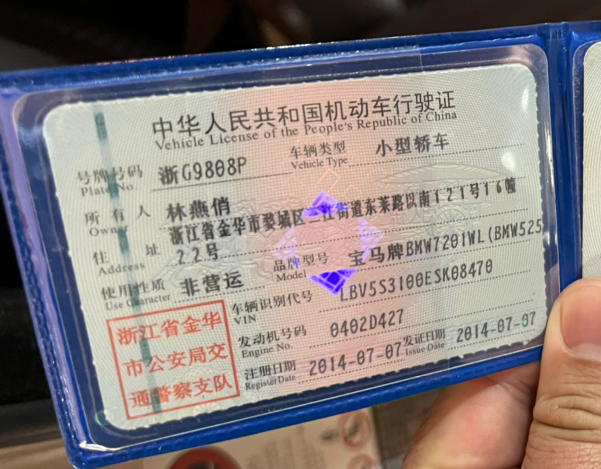 中华人民共和国机动车行驶证
Vehicle License of the People's Republic of China
号牌号码 浙G9808P 车辆类型 小型轿车
Plate No. Vehicle Type
所有人 林燕俏
Owner
住址 浙江省金华市婺城区三江街道东莱路以南121号16幢
Address 22号
使用性质 非营运 品牌型号 宝马牌BMW7201WL(BMW525
Use Character Model
车辆识别代号 LBV5S3100ESK08470
VIN
发动机号码 0402D427
Engine No.
注册日期 2014-07-07 发证日期 2014-07-07
Register Date Issue Date
浙江省金华
市公安局交
通警察支队